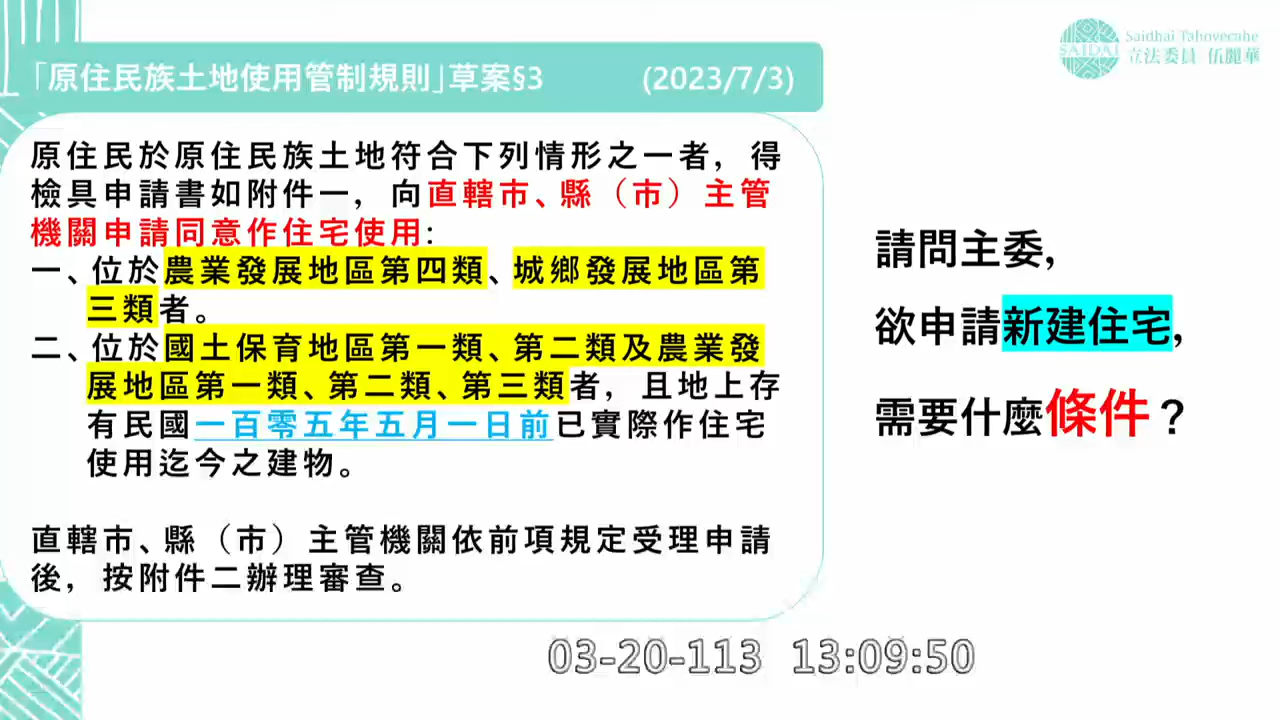 「原住民族土地使用管制規則」草案§3 (2023/7/3)
SAIDAI
Saidhai Tahovecahe
立法委員 伍麗華
原住民於原住民族土地符合下列情形之一者，得
檢具申請書如附件一，向直轄市、縣（市）主管
機關申請同意作住宅使用:
一、位於農業發展地區第四類、城鄉發展地區第
三類者。
二、位於國土保育地區第一類、第二類及農業發
展地區第一類、第二類、第三類者，且地上存
有民國一百零五年五月一日前已實際作住宅
使用迄今之建物。
直轄市、縣（市）主管機關依前項規定受理申請
後，按附件二辦理審查。
請問主委，
欲申請新建住宅，
需要什麼條件？
03-20-113 13:09:50